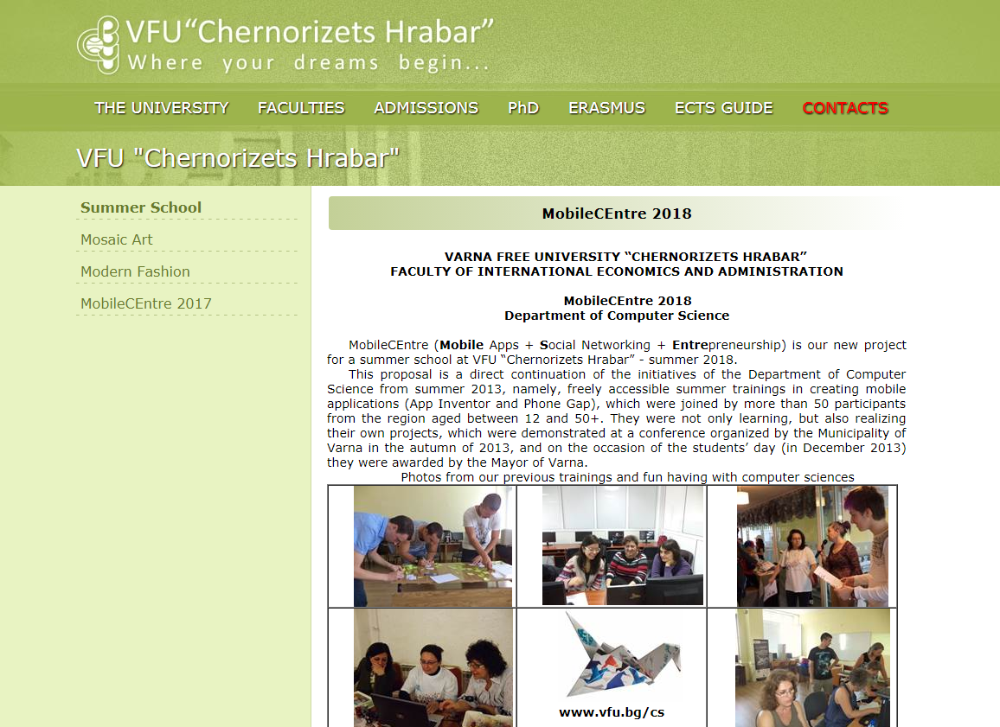 VFU“Chernorizets Hrabar”
Where your dreams begin...
THE UNIVERSITY FACULTIES ADMISSIONS PhD ERASMUS ECTS GUIDE CONTACTS
VFU "Chernorizets Hrabar"
Summer School
Mosaic Art
Modern Fashion
MobileCEntre 2017
MobileCEntre 2018
VARNA FREE UNIVERSITY “CHERNORIZETS HRABAR”
FACULTY OF INTERNATIONAL ECONOMICS AND ADMINISTRATION
MobileCEntre 2018
Department of Computer Science
MobileCEntre (Mobile Apps + Social Networking + Entrepreneurship) is our new project
for a summer school at VFU “Chernorizets Hrabar” - summer 2018.
This proposal is a direct continuation of the initiatives of the Department of Computer
Science from summer 2013, namely, freely accessible summer trainings in creating mobile
applications (App Inventor and Phone Gap), which were joined by more than 50 participants
from the region aged between 12 and 50+. They were not only learning, but also realizing
their own projects, which were demonstrated at a conference organized by the Municipality of
Varna in the autumn of 2013, and on the occasion of the students’ day (in December 2013)
they were awarded by the Mayor of Varna.
Photos from our previous trainings and fun having with computer sciences
www.vfu.bg/cs